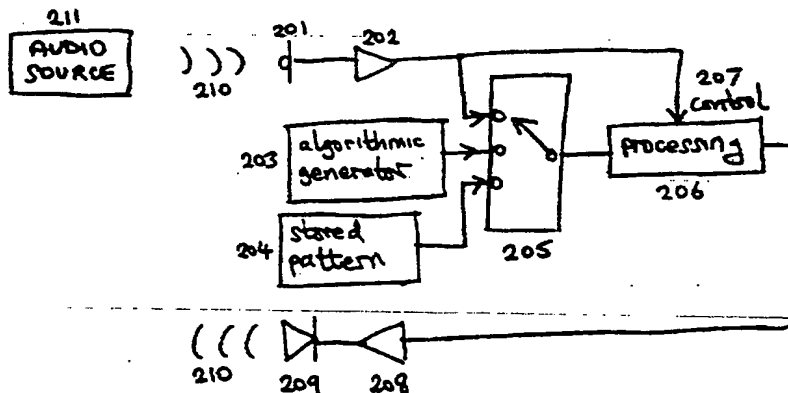 211
AUDIO
SOURCE
210
201
202
207
control
203
algorithmic
generator
processing
206
204
stored
pattern
205
210
209
208